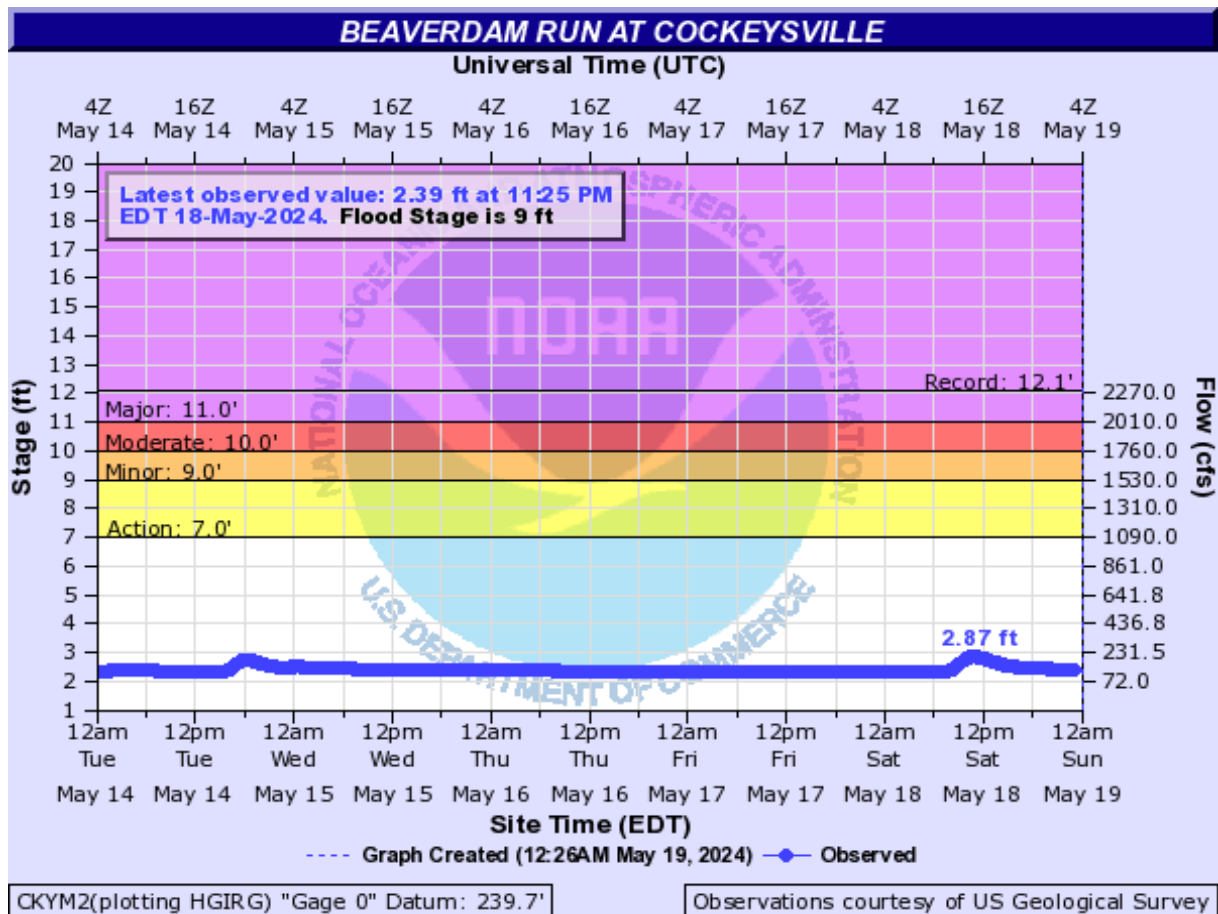 BEAVERDAM RUN AT COCKEYSVILLE
Universal Time (UTC)
4Z 16Z 4Z 16Z 4Z 16Z 4Z 16Z 4Z 16Z 4Z
May 14 May 14 May 15 May 15 May 16 May 16 May 17 May 17 May 18 May 18 May 19
Latest observed value: 2.39 ft at 11:25 PM
EDT 18-May-2024. Flood Stage is 9 ft
NATIONAL OCEANIC AND ATMOSPHERIC ADMINISTRATION
NOAA
U.S. DEPARTMENT OF COMMERCE
Stage (ft)
20
19
18
17
16
15
14
13
12
11
10
9
8
7
6
5
4
3
2
1
Record: 12.1'
Major: 11.0'
Moderate: 10.0'
Minor: 9.0'
Action: 7.0'
2.87 ft
2270.0
2010.0
1760.0
1530.0
1310.0
1090.0
861.0
641.8
436.8
231.5
72.0
Flow (cfs)
12am 12pm 12am 12pm 12am 12pm 12am 12pm 12am 12pm 12am
Tue Tue Wed Wed Thu Thu Fri Fri Sat Sat Sun
May 14 May 14 May 15 May 15 May 16 May 16 May 17 May 17 May 18 May 18 May 19
Site Time (EDT)
Graph Created (12:26AM May 19, 2024) Observed
CKYM2(plotting HGIRG) "Gage 0" Datum: 239.7'
Observations courtesy of US Geological Survey